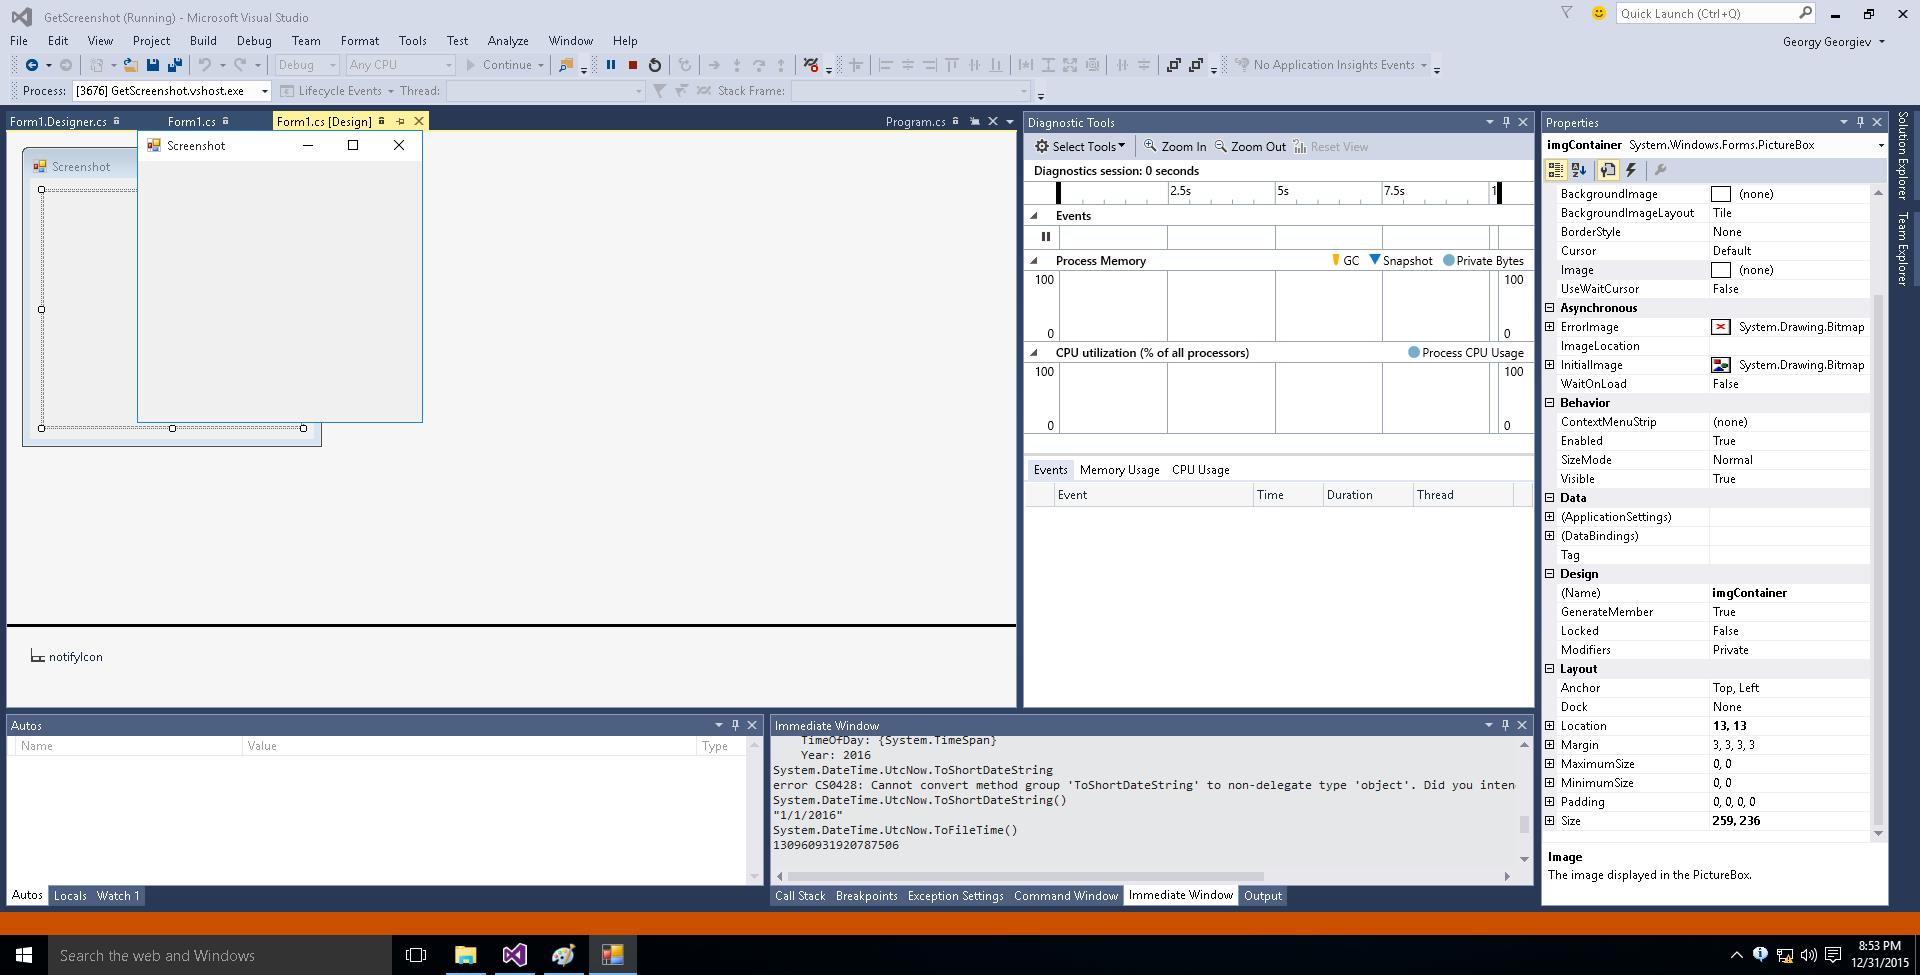 GetScreenshot (Running) - Microsoft Visual Studio
Quick Launch (Ctrl+Q)
File Edit View Project Build Debug Team Format Tools Test Analyze Window Help
Georgy Georgiev
Debug Any CPU Continue No Application Insights Events
Process: [3676] GetScreenshot.vshost.exe Lifecycle Events Thread: Stack Frame:
Form1.Designer.cs Form1.cs Form1.cs [Design] Program.cs
Screenshot
Screenshot
notifyIcon
Diagnostic Tools
Select Tools Zoom In Zoom Out Reset View
Diagnostics session: 0 seconds
2.5s 5s 7.5s 1
Events
Process Memory GC Snapshot Private Bytes
100 100
0 0
CPU utilization (% of all processors) Process CPU Usage
100 100
0 0
Events Memory Usage CPU Usage
Event Time Duration Thread
Properties
imgContainer System.Windows.Forms.PictureBox
BackgroundImage (none)
BackgroundImageLayout Tile
BorderStyle None
Cursor Default
Image (none)
UseWaitCursor False
Asynchronous
ErrorImage System.Drawing.Bitmap
ImageLocation
InitialImage System.Drawing.Bitmap
WaitOnLoad False
Behavior
ContextMenuStrip (none)
Enabled True
SizeMode Normal
Visible True
Data
(ApplicationSettings)
(DataBindings)
Tag
Design
(Name) imgContainer
GenerateMember True
Locked False
Modifiers Private
Layout
Anchor Top, Left
Dock None
Location 13, 13
Margin 3, 3, 3, 3
MaximumSize 0, 0
MinimumSize 0, 0
Padding 0, 0, 0, 0
Size 259, 236
Image
The image displayed in the PictureBox.
Solution Explorer
Team Explorer
Autos
Name Value Type
Autos Locals Watch 1
Immediate Window
TimeOfDay: {System.TimeSpan}
Year: 2016
System.DateTime.UtcNow.ToShortDateString
error CS0428: Cannot convert method group 'ToShortDateString' to non-delegate type 'object'. Did you inten
System.DateTime.UtcNow.ToShortDateString()
"1/1/2016"
System.DateTime.UtcNow.ToFileTime()
130960931920787506
Call Stack Breakpoints Exception Settings Command Window Immediate Window Output
Search the web and Windows
8:53 PM
12/31/2015